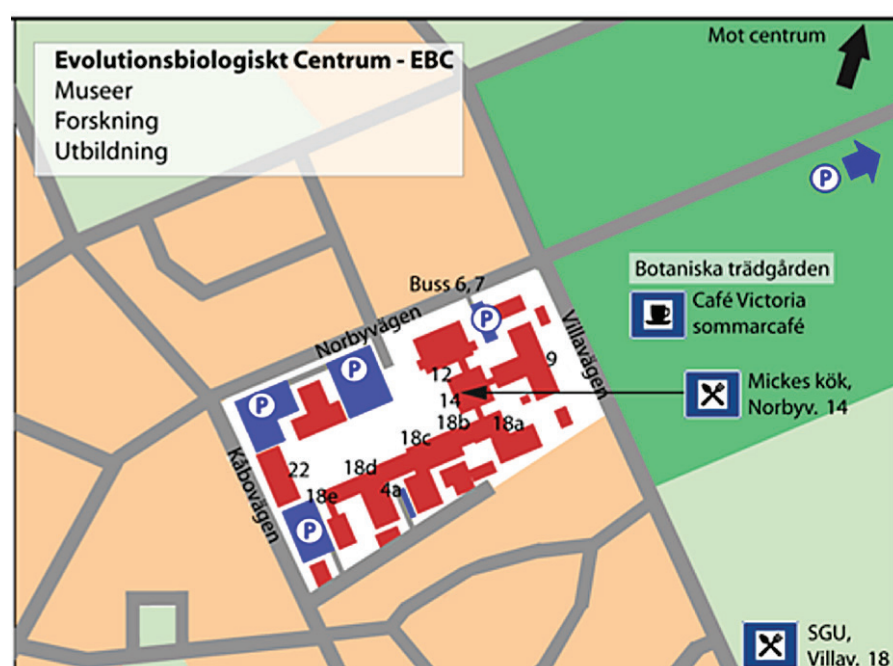 Evolutionsbiologiskt Centrum - EBC
Museer
Forskning
Utbildning
Mot centrum
P
Botaniska trädgården
Café Victoria
sommarcafé
Mickes kök,
Norbyv. 14
Buss 6, 7
Norbyvägen
Villavägen
Kåbovägen
P
P
P
P
9
12
14
18b
18a
18c
18d
22
18e
4a
SGU,
Villav. 18